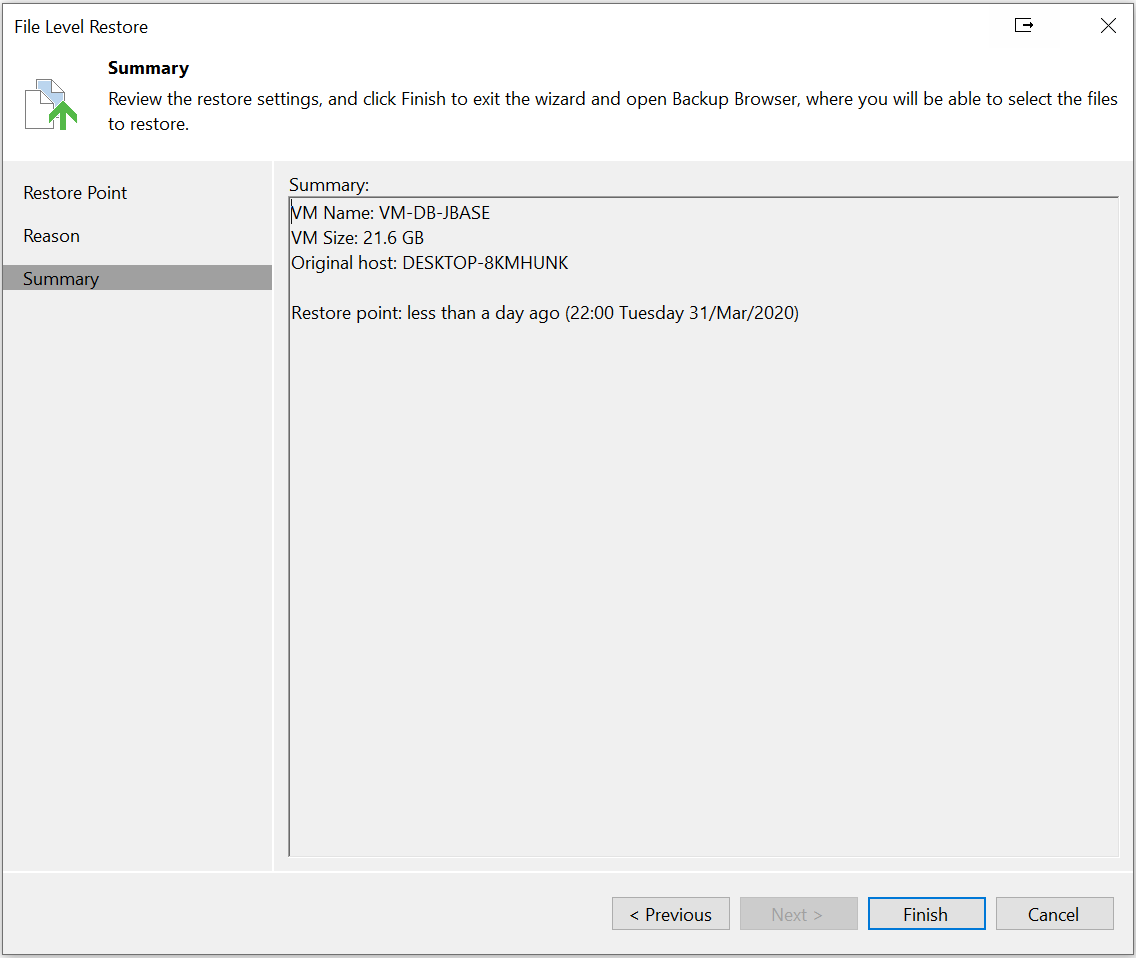 File Level Restore
Summary
Review the restore settings, and click Finish to exit the wizard and open Backup Browser, where you will be able to select the files
to restore.
Restore Point
Reason
Summary
Summary:
VM Name: VM-DB-JBASE
VM Size: 21.6 GB
Original host: DESKTOP-8KMHUNK
Restore point: less than a day ago (22:00 Tuesday 31/Mar/2020)
< Previous
Next >
Finish
Cancel